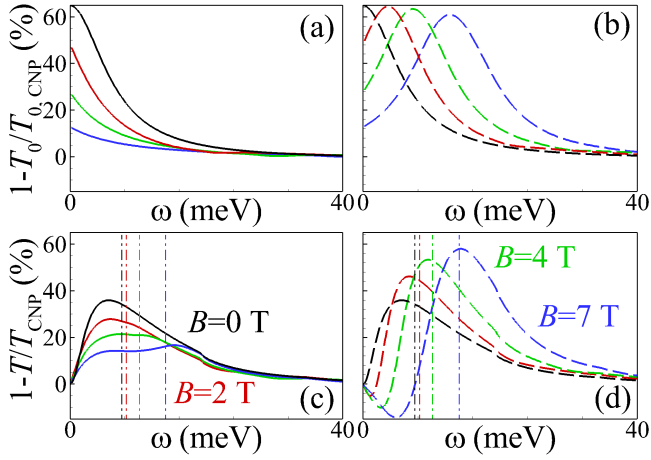 60
40
20
0
1-T₀/T₀, CNP (%)
(a)
(b)
0
ω (meV)
40
0
ω (meV)
40
60
40
20
0
1-T/T_CNP (%)
B=0 T
B=2 T
(c)
B=4 T
B=7 T
(d)
0
ω (meV)
40
0
ω (meV)
40